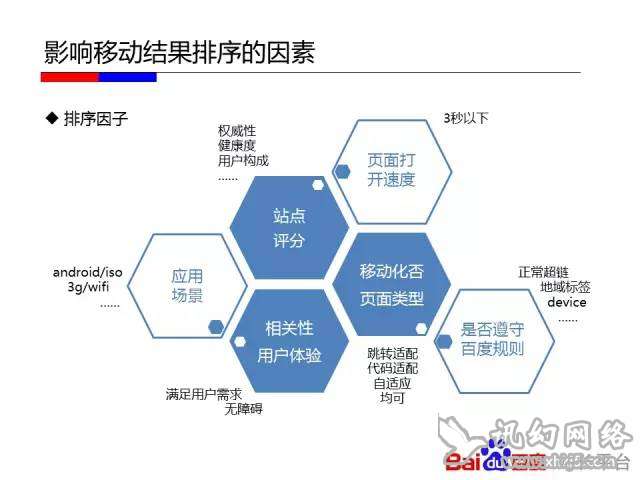 影响移动结果排序的因素
◆ 排序因子
权威性
健康度
用户构成
......
3秒以下
页面打
开速度
站点
评分
android/iso
3g/wifi
......
应用
场景
移动化否
页面类型
正常超链
地域标签
device
......
相关性
用户体验
是否遵守
百度规则
跳转适配
代码适配
自适应
均可
满足用户需求
无障碍
讯幻网络
Bai
平台